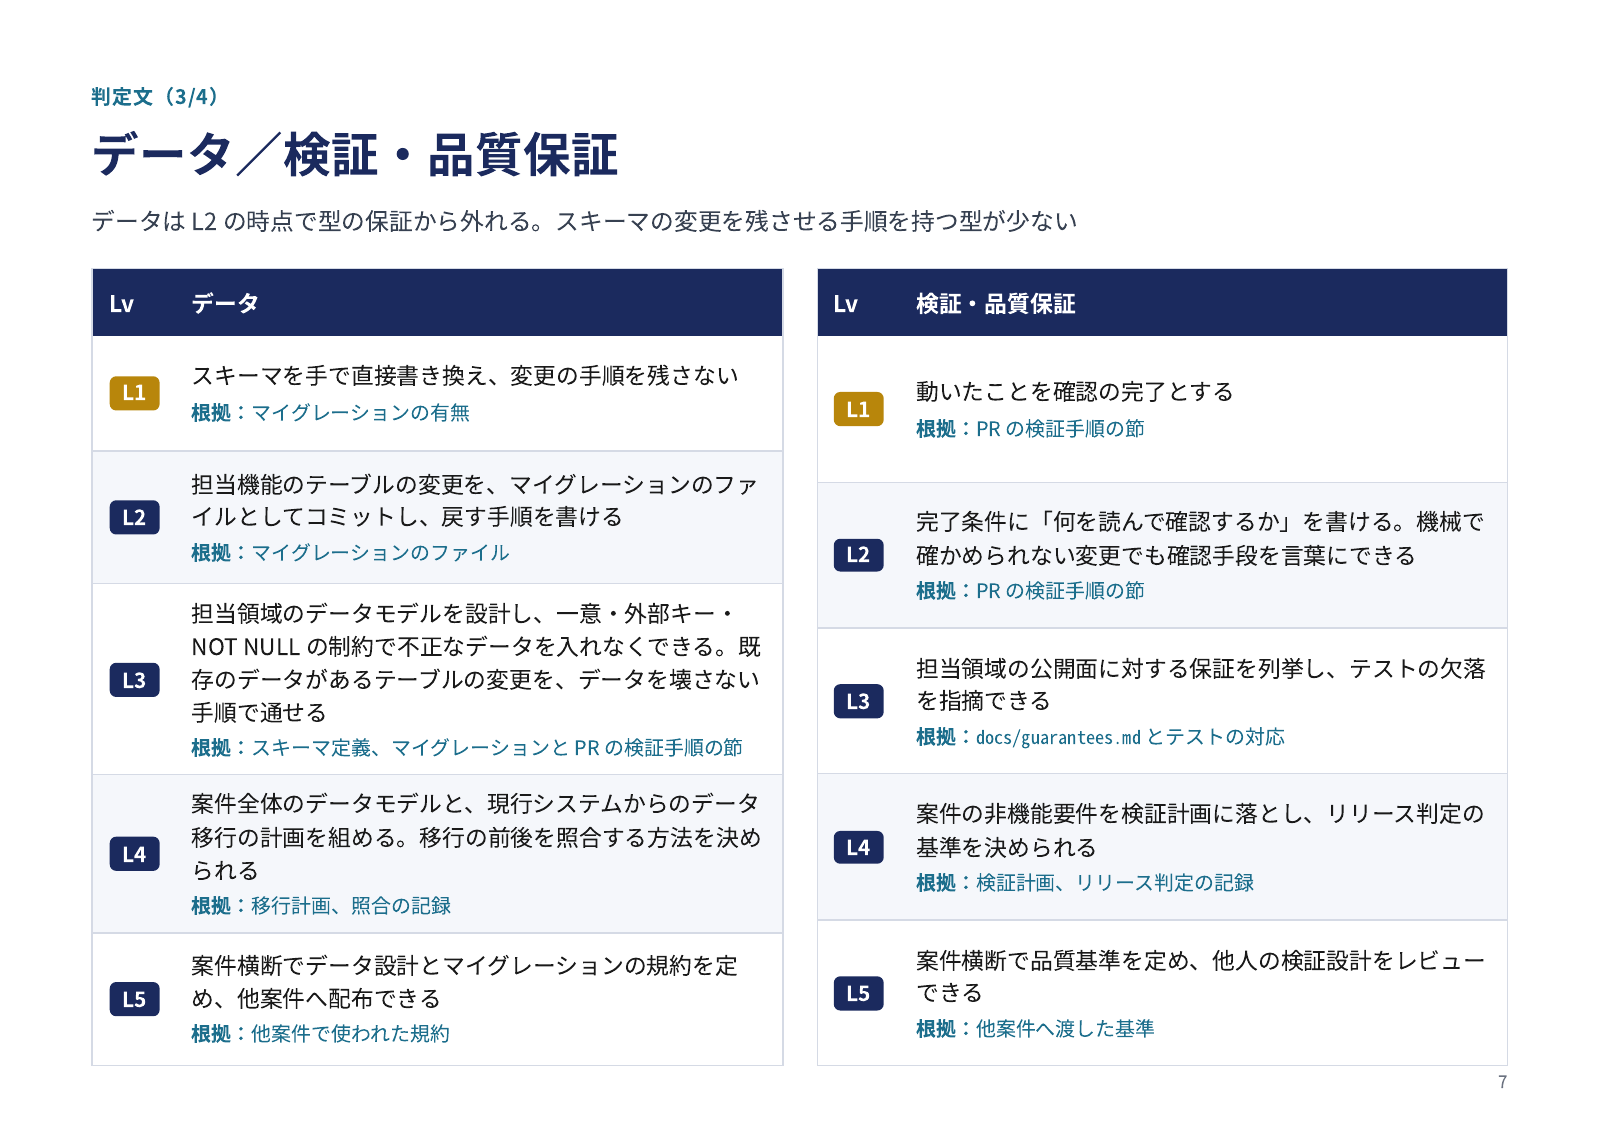 判定文（3/4）
データ／検証・品質保証
データは L2 の時点で型の保証から外れる。スキーマの変更を残させる手順を持つ型が少ない
Lv データ
L1
スキーマを手で直接書き換え、変更の手順を残さない
根拠：マイグレーションの有無
L2
担当機能のテーブルの変更を、マイグレーションのファ
イルとしてコミットし、戻す手順を書ける
根拠：マイグレーションのファイル
L3
担当領域のデータモデルを設計し、一意・外部キー・
NOT NULL の制約で不正なデータを入れなくできる。既
存のデータがあるテーブルの変更を、データを壊さない
手順で通せる
根拠：スキーマ定義、マイグレーションと PR の検証手順の節
L4
案件全体のデータモデルと、現行システムからのデータ
移行の計画を組める。移行の前後を照合する方法を決め
られる
根拠：移行計画、照合の記録
L5
案件横断でデータ設計とマイグレーションの規約を定
め、他案件へ配布できる
根拠：他案件で使われた規約
Lv 検証・品質保証
L1
動いたことを確認の完了とする
根拠：PR の検証手順の節
L2
完了条件に「何を読んで確認するか」を書ける。機械で
確かめられない変更でも確認手段を言葉にできる
根拠：PR の検証手順の節
L3
担当領域の公開面に対する保証を列挙し、テストの欠落
を指摘できる
根拠：docs/guarantees.md とテストの対応
L4
案件の非機能要件を検証計画に落とし、リリース判定の
基準を決められる
根拠：検証計画、リリース判定の記録
L5
案件横断で品質基準を定め、他人の検証設計をレビュー
できる
根拠：他案件へ渡した基準
7